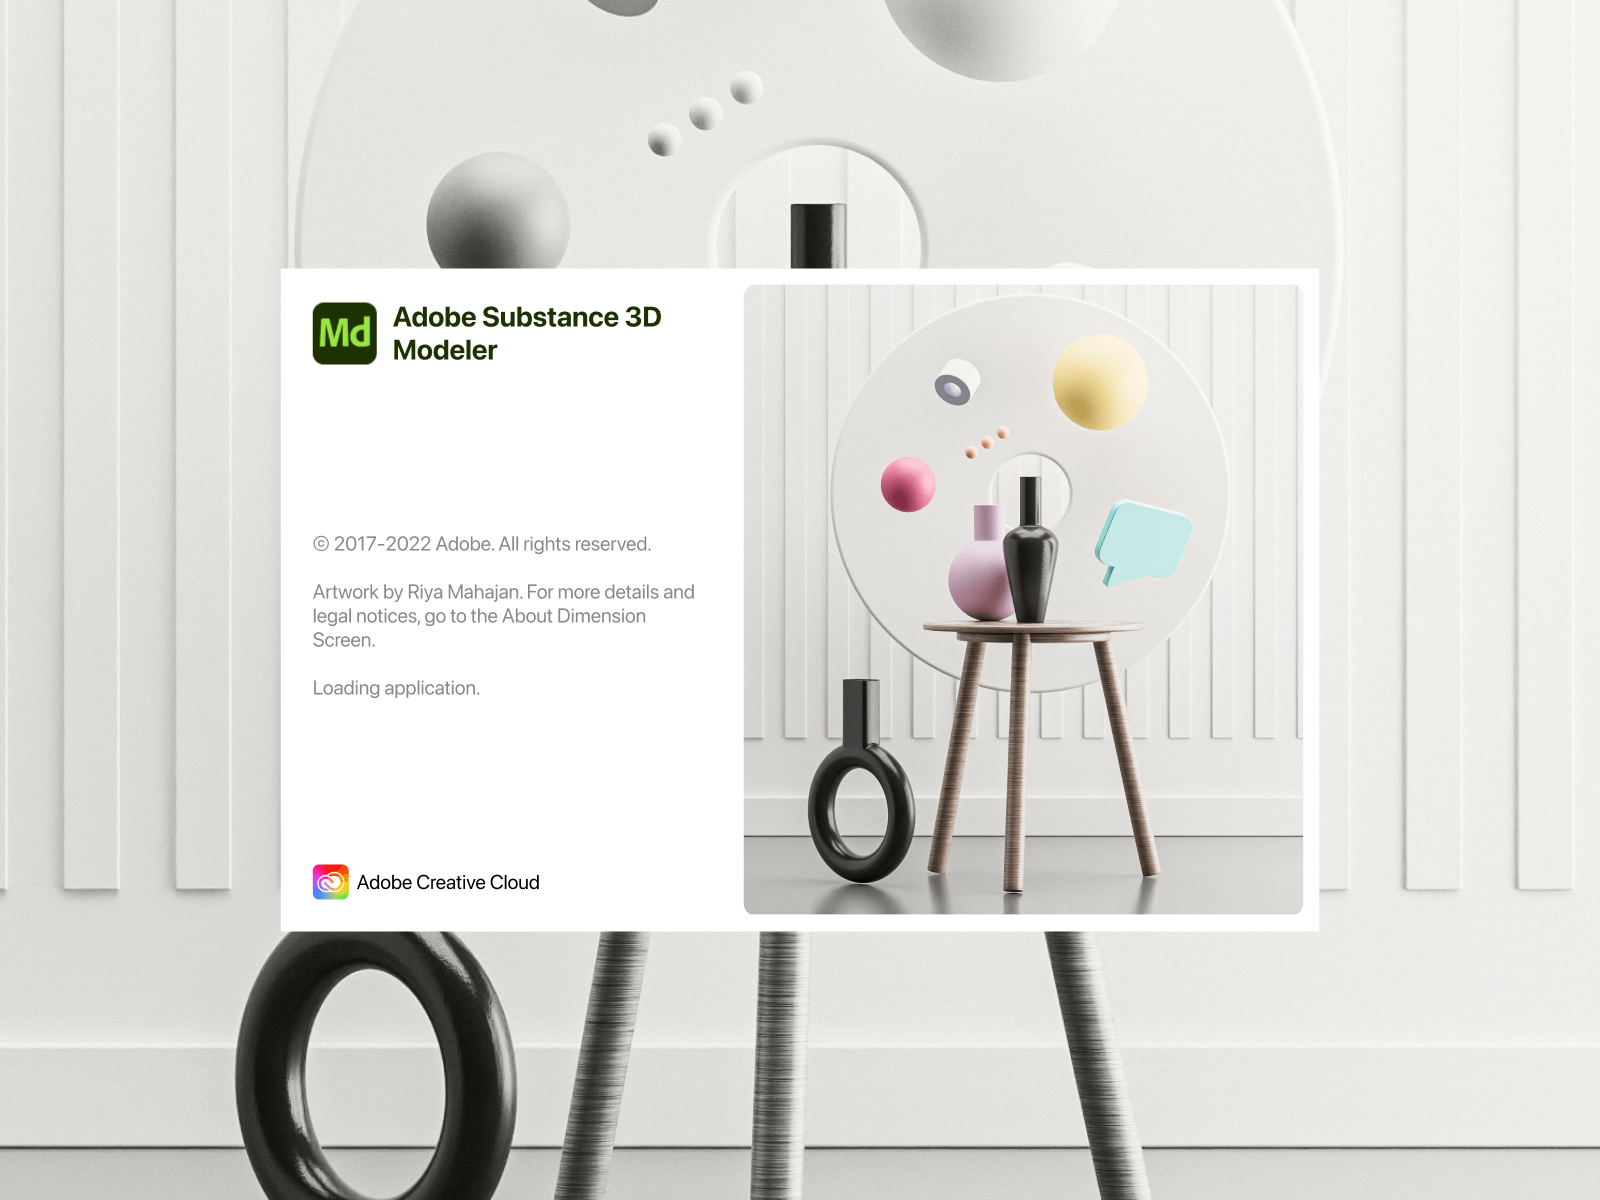 Md
Adobe Substance 3D
Modeler
© 2017-2022 Adobe. All rights reserved.
Artwork by Riya Mahajan. For more details and
legal notices, go to the About Dimension
Screen.
Loading application.
Adobe Creative Cloud